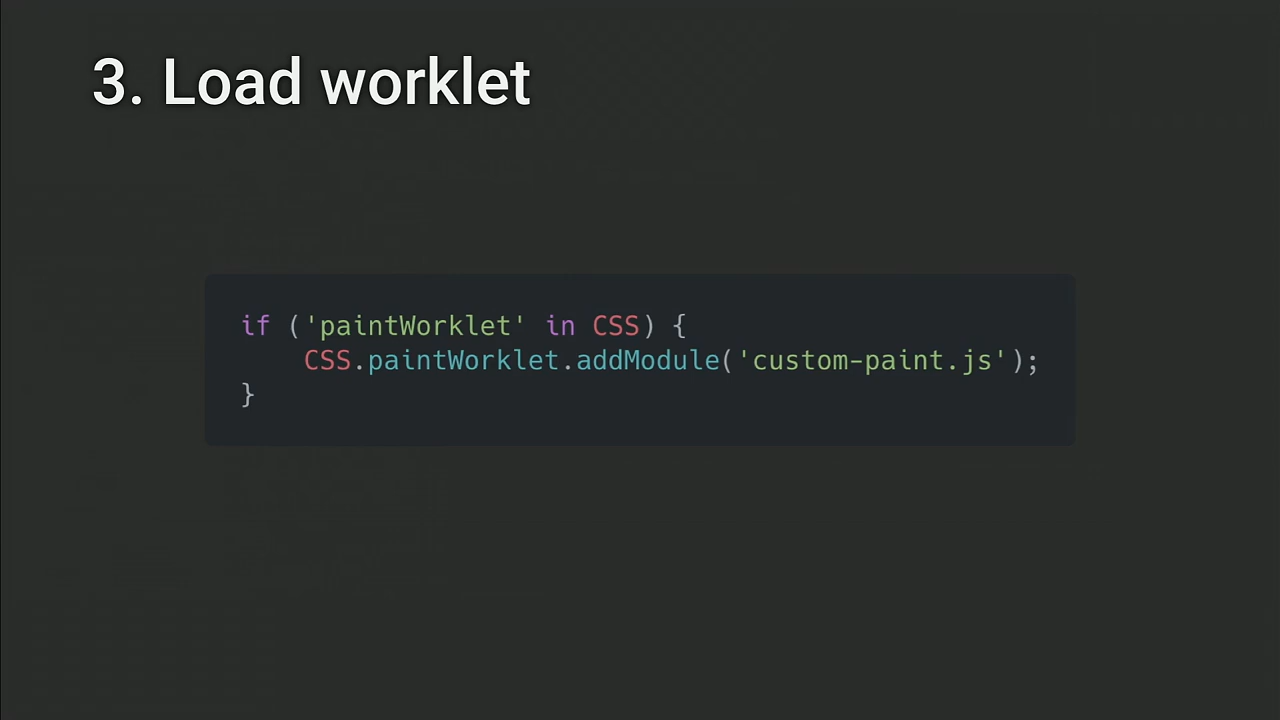 3. Load worklet
if ('paintWorklet' in CSS) {
    CSS.paintWorklet.addModule('custom-paint.js');
}